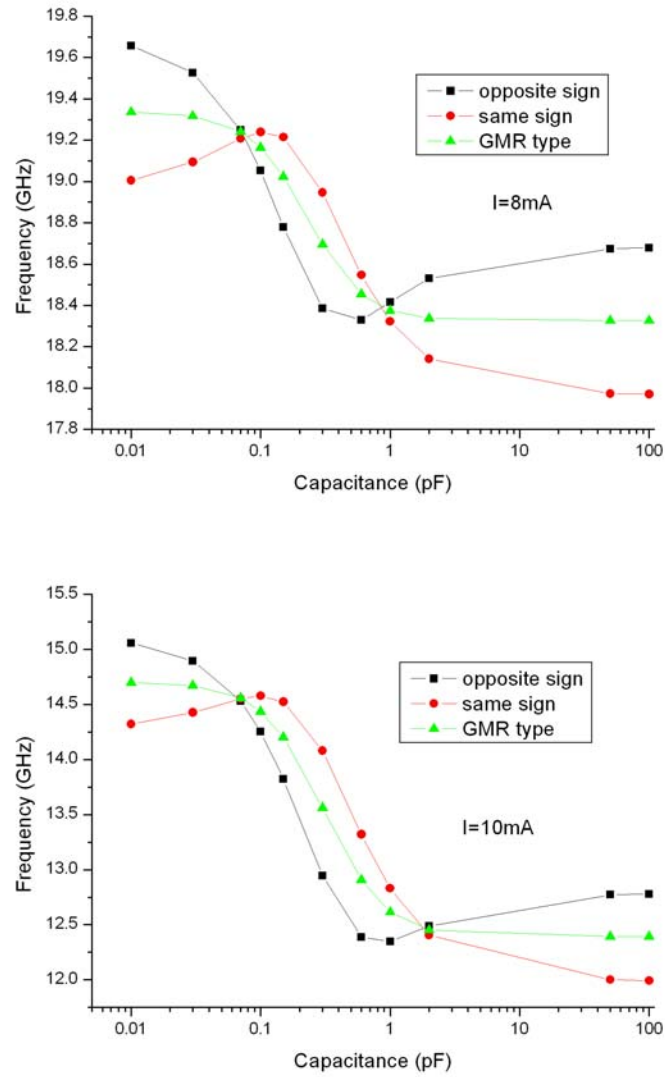 19.8
19.6
19.4
19.2
19.0
18.8
18.6
18.4
18.2
18.0
17.8
Frequency (GHz)
opposite sign
same sign
GMR type
I=8mA
0.01 0.1 1 10 100
Capacitance (pF)
15.5
15.0
14.5
14.0
13.5
13.0
12.5
12.0
Frequency (GHz)
opposite sign
same sign
GMR type
I=10mA
0.01 0.1 1 10 100
Capacitance (pF)